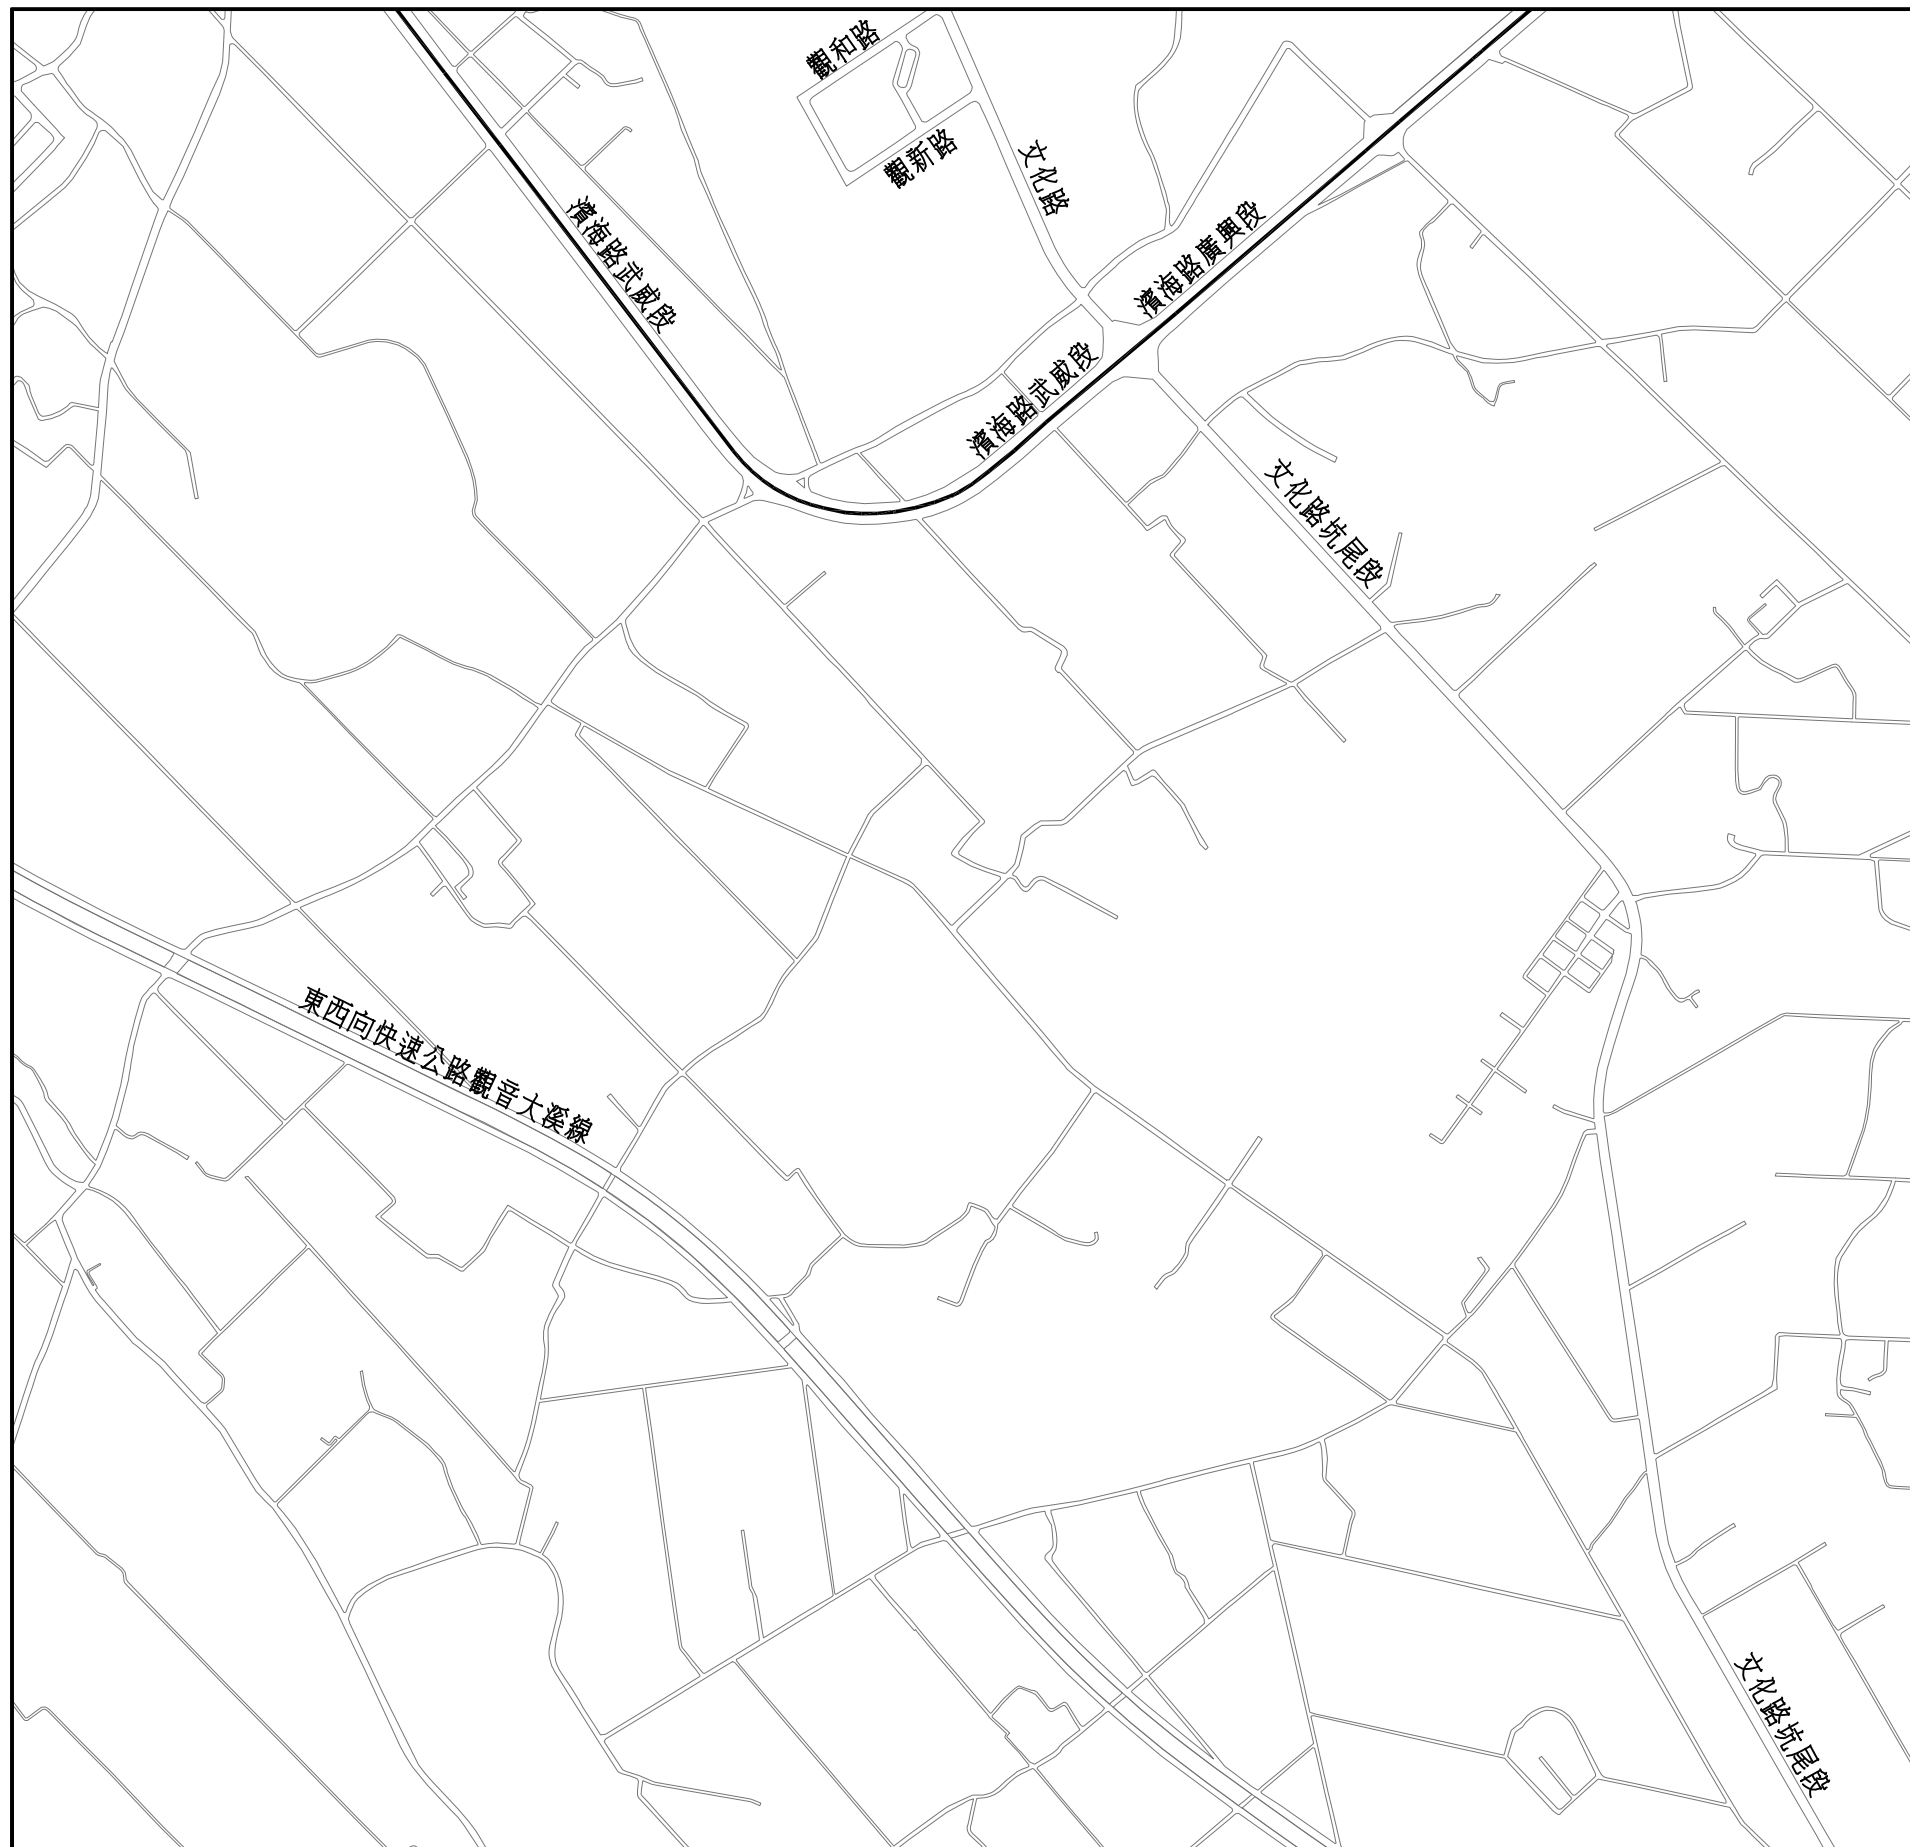 觀和路
觀新路
文化路
濱海路武威段
濱海路廣興段
濱海路武威段
文化路坑尾段
東西向快速公路觀音大溪線
文化路坑尾段